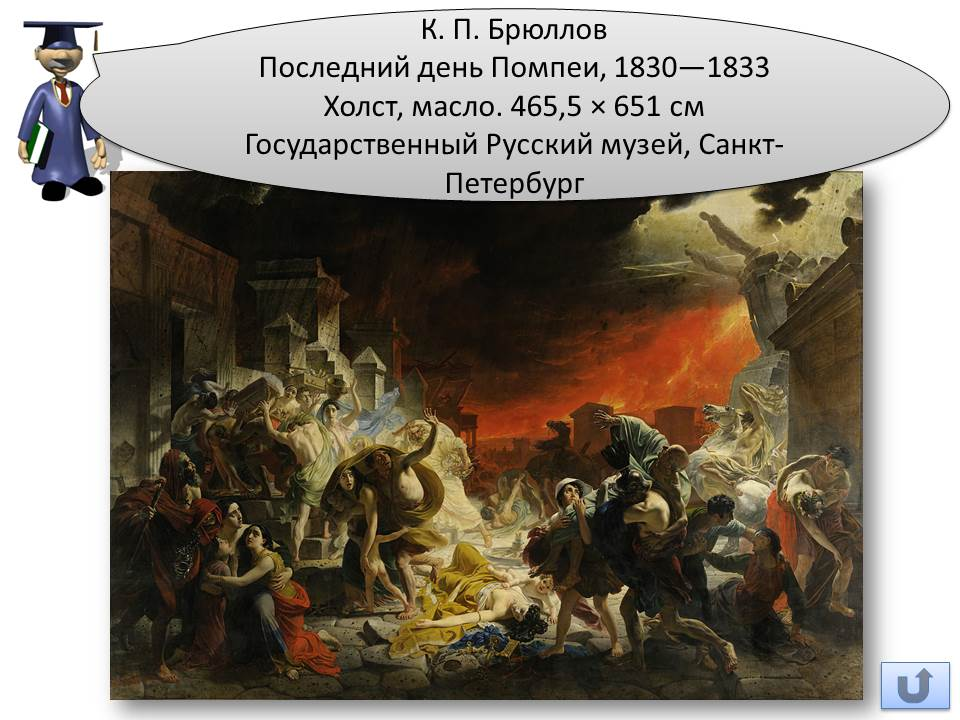 К. П. Брюллов
Последний день Помпеи, 1830—1833
Холст, масло. 465,5 × 651 см
Государственный Русский музей, Санкт-
Петербург